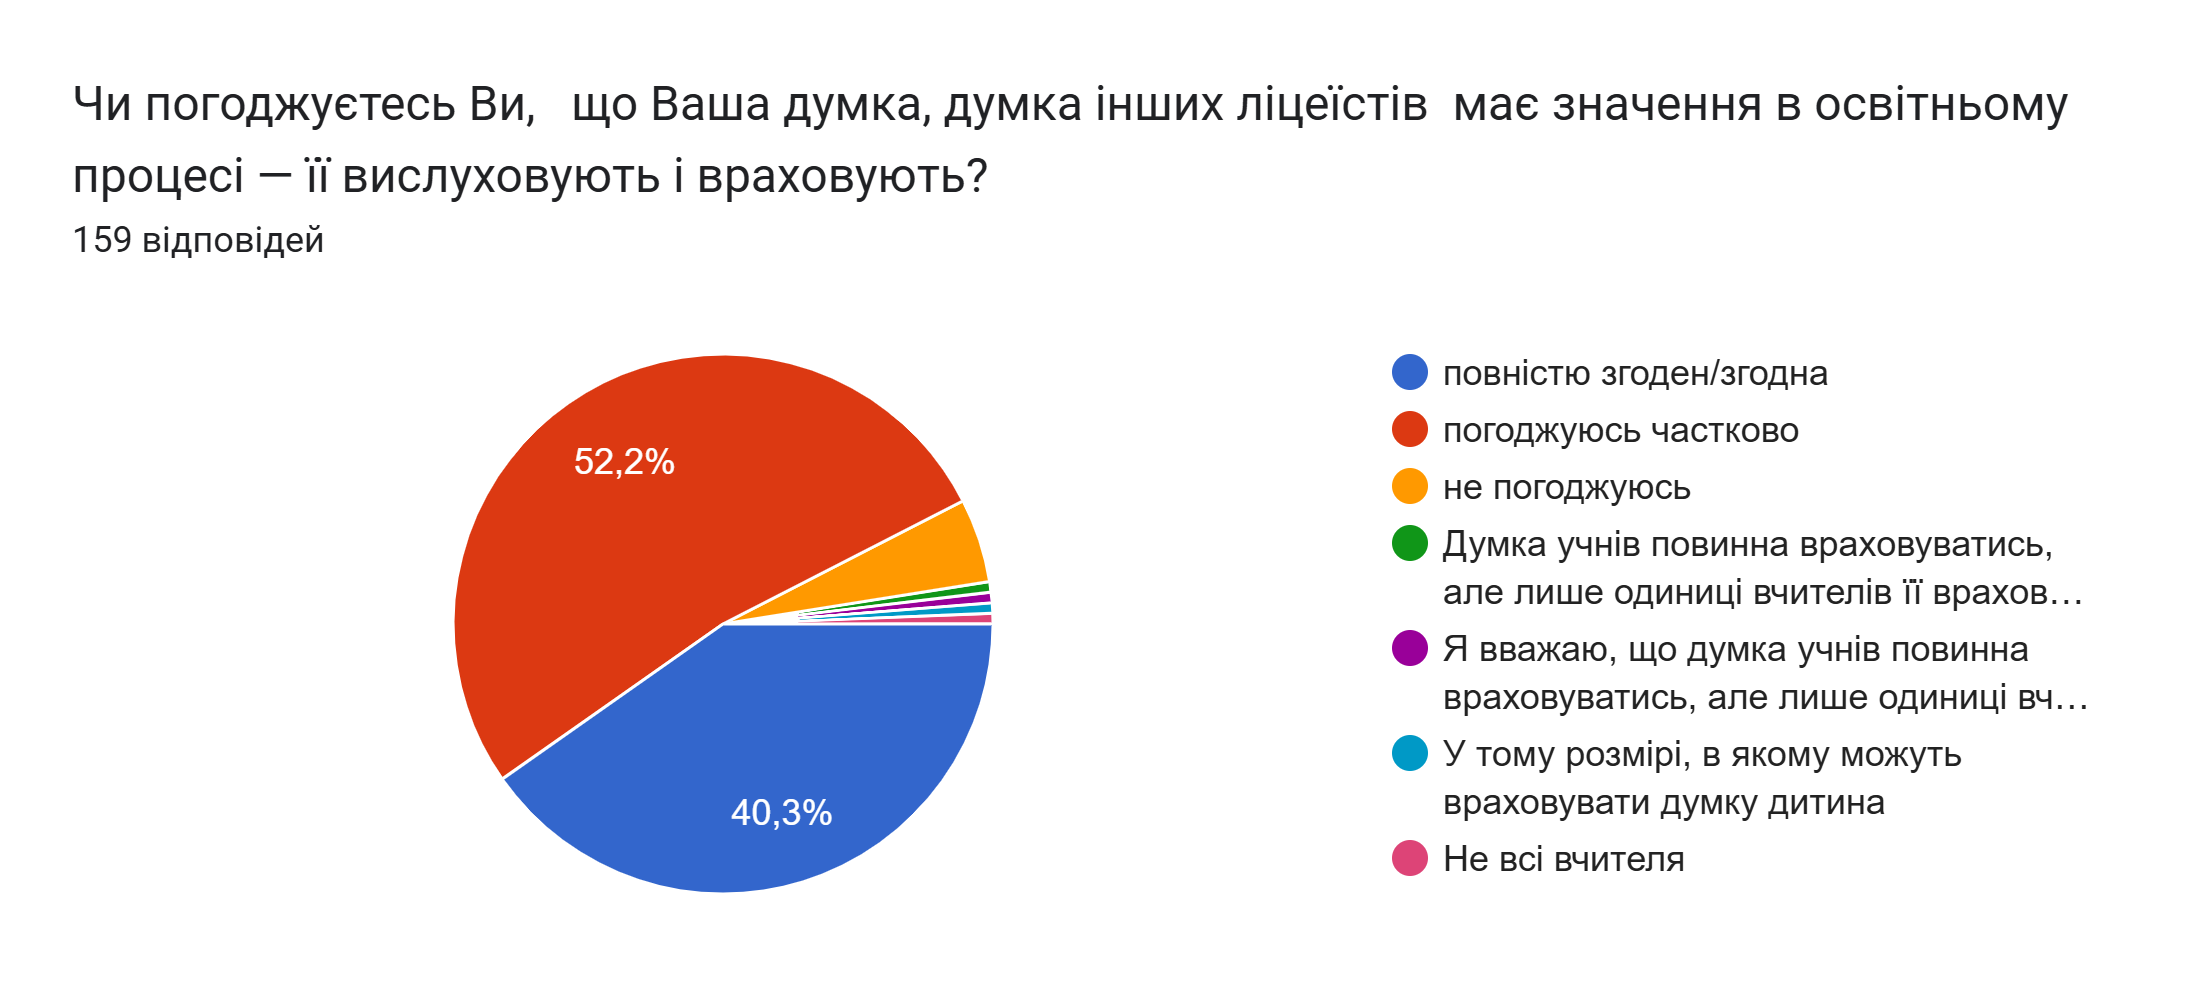 Чи погоджуєтесь Ви,   що Ваша думка, думка інших ліцеїстів  має значення в освітньому
процесі — її вислуховують і враховують?
159 відповідей
повністю згоден/згодна
погоджуюсь частково
не погоджуюсь
Думка учнів повинна враховуватись,
але лише одиниці вчителів її врахов…
Я вважаю, що думка учнів повинна
враховуватись, але лише одиниці вч…
У тому розмірі, в якому можуть
враховувати думку дитина
Не всі вчителя
52,2%
40,3%